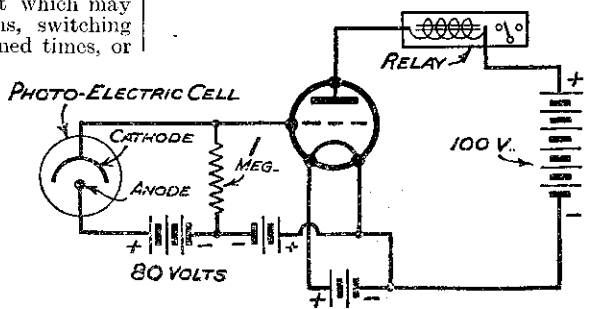 t which may
ns, switching
ned times, or
RELAY
PHOTO-ELECTRIC CELL
CATHODE
ANODE
1
MEG.
100 V.
+
-
+ - - +
80 VOLTS
+ -